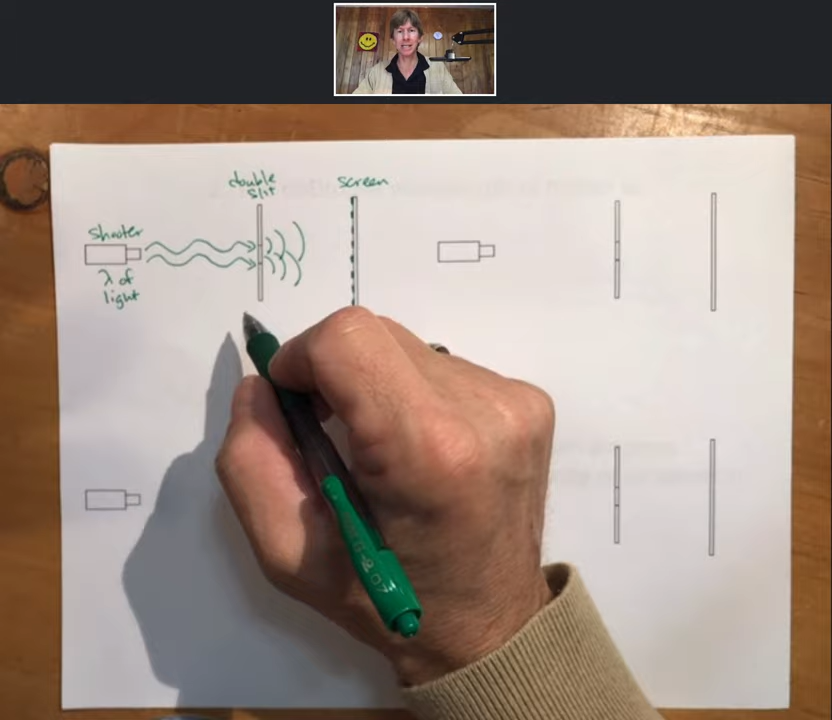 double
slit
screen
shooter
λ of
light